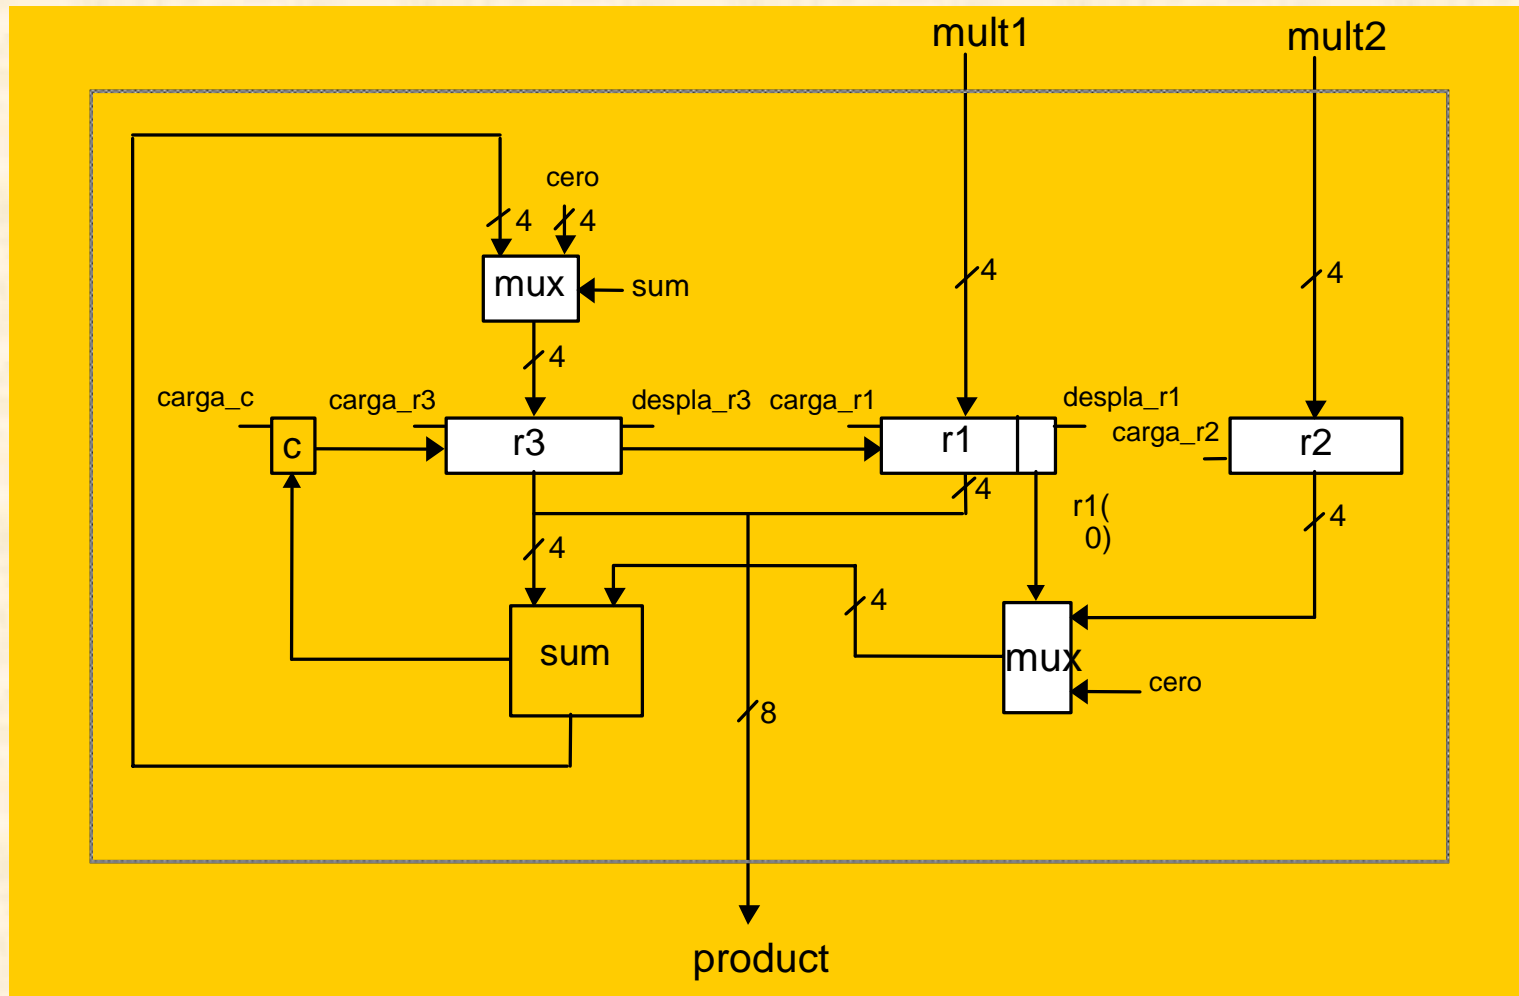 mult1
mult2
cero
4
4
4
4
mux
sum
4
carga_c
carga_r3
despla_r3
carga_r1
despla_r1
carga_r2
c
r3
r1
r2
4
r1(
0)
4
4
4
sum
mux
cero
8
product